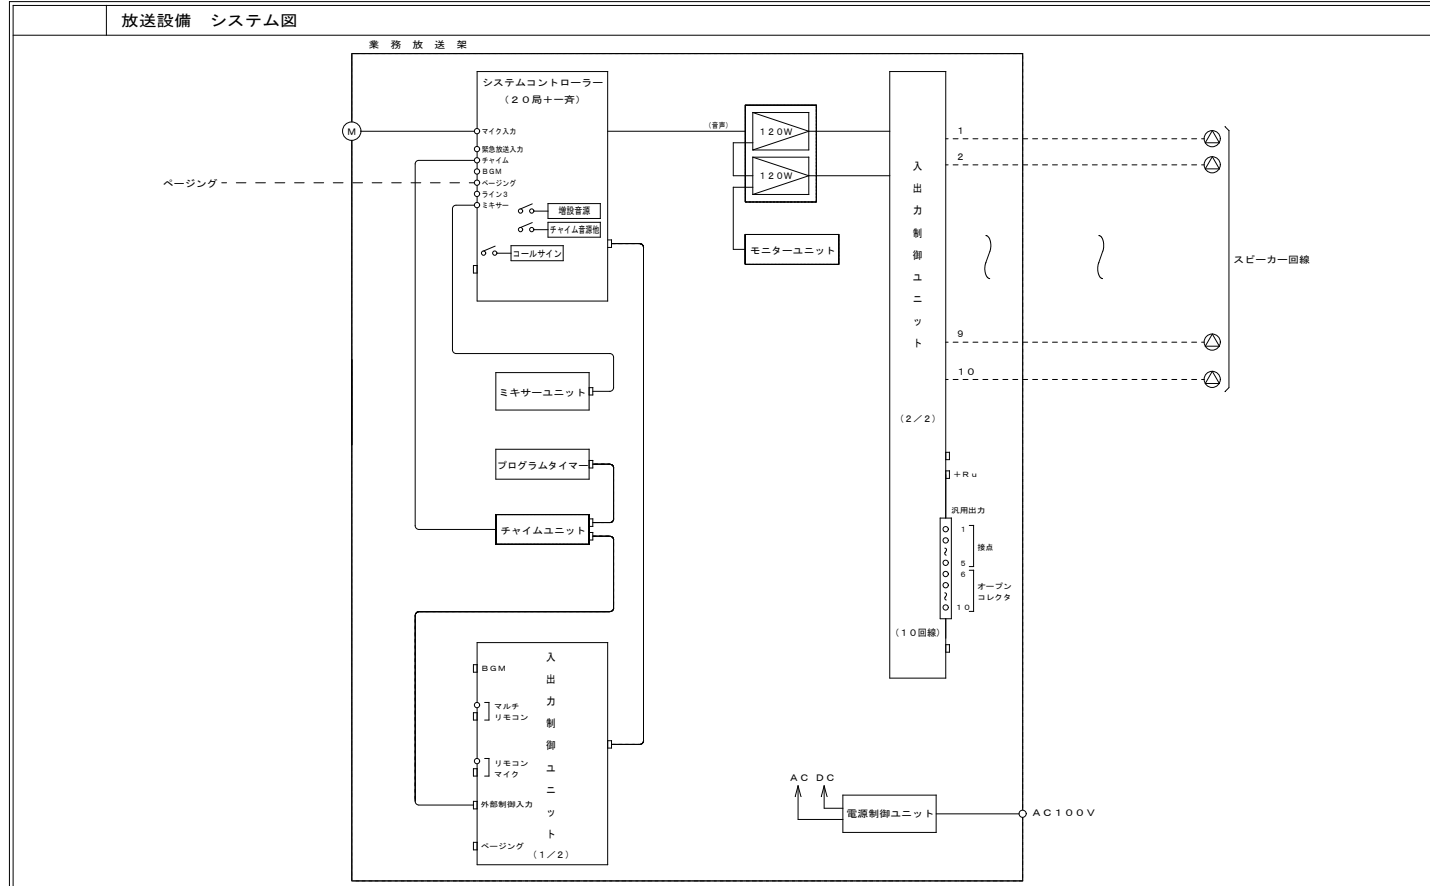 放送設備　システム図
業務放送架
システムコントローラー
（２０局＋一斉）
M
マイク入力
緊急放送入力
チャイム
ＢＧＭ
ページング
ページング
ライン３
ミキサー
増設音源
チャイム音源他
コールサイン
（音声）
１２０Ｗ
１２０Ｗ
モニターユニット
入出力制御ユニット
（２／２）
（１０回線）
１
２
９
１０
スピーカー回線
＋Ｒｕ
汎用出力
１
５
接点
６
１０
オープン
コレクタ
ミキサーユニット
プログラムタイマー
チャイムユニット
ＢＧＭ
マルチ
リモコン
リモコン
マイク
外部制御入力
ページング
入出力制御ユニット
（１／２）
ＡＣ ＤＣ
電源制御ユニット
ＡＣ１００Ｖ